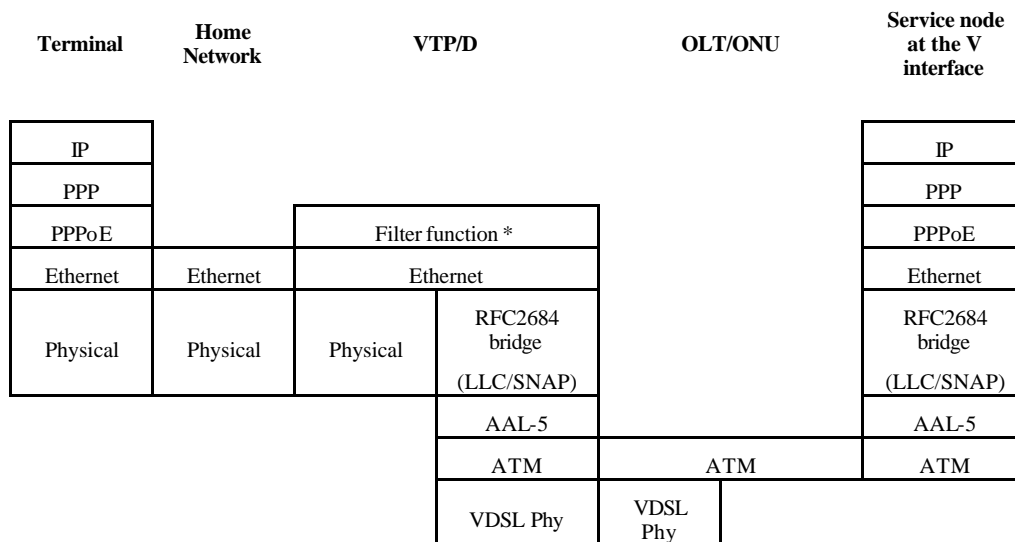 Terminal
Home
Network
VTP/D
OLT/ONU
Service node
at the V
interface
IP
IP
PPP
PPP
PPPoE
Filter function *
PPPoE
Ethernet
Ethernet
Ethernet
Ethernet
Physical
Physical
Physical
RFC2684
bridge
(LLC/SNAP)
RFC2684
bridge
(LLC/SNAP)
AAL-5
AAL-5
ATM
ATM
ATM
VDSL Phy
VDSL
Phy